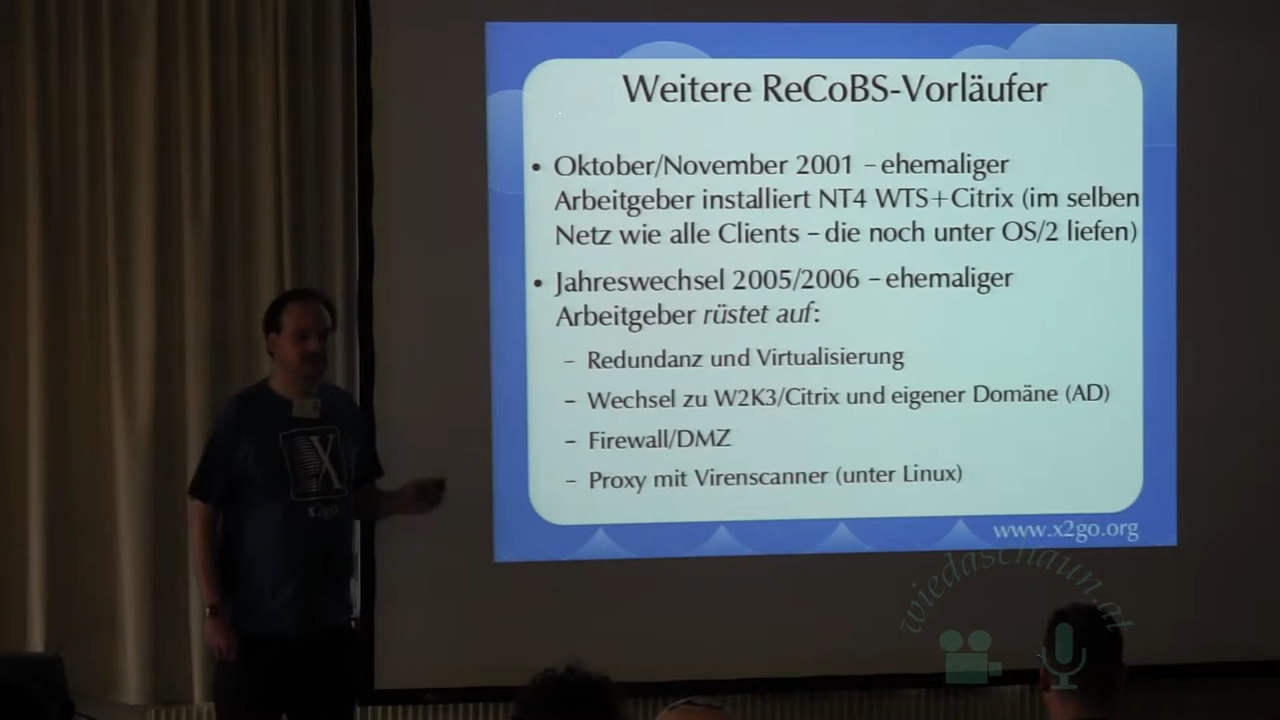 Weitere ReCoBS-Vorläufer
• Oktober/November 2001 – ehemaliger
Arbeitgeber installiert NT4 WTS+Citrix (im selben
Netz wie alle Clients – die noch unter OS/2 liefen)
• Jahreswechsel 2005/2006 – ehemaliger
Arbeitgeber rüstet auf:
– Redundanz und Virtualisierung
– Wechsel zu W2K3/Citrix und eigener Domäne (AD)
– Firewall/DMZ
– Proxy mit Virenscanner (unter Linux)
www.x2go.org
X
x2go
wiedaschaun.at